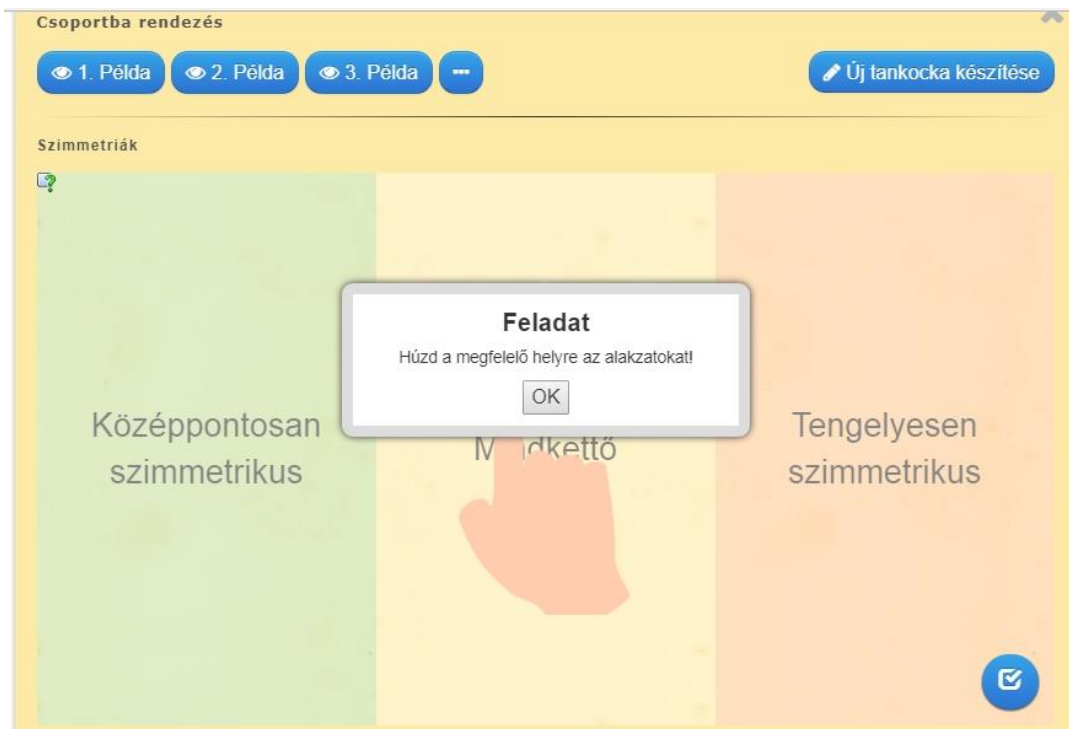 Csoportba rendezés
1. Példa 2. Példa 3. Példa ... Új tankocka készítése
Szimmetriák
Feladat
Húzd a megfelelő helyre az alakzatokat!
OK
Középpontosan
szimmetrikus
Mindkettő
Tengelyesen
szimmetrikus